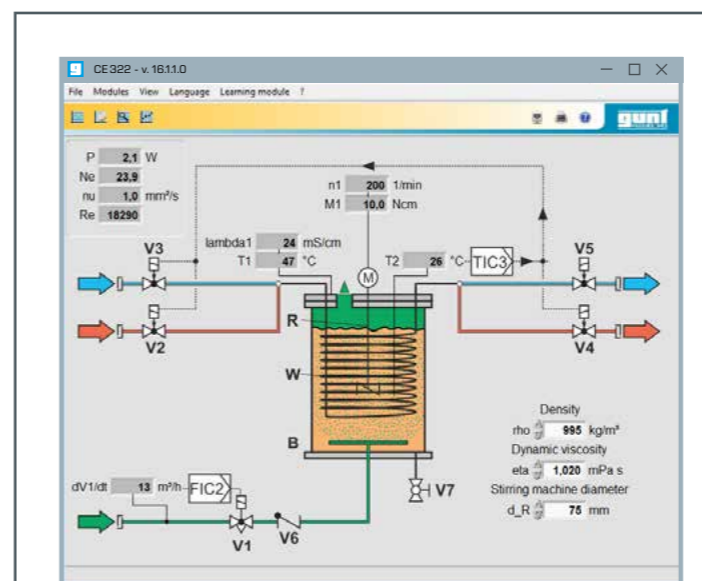 CE322 - v. 16.1.1.0
File Modules View Language Learning module ?
gunt
P 2,1 W
Ne 23,9
nu 1,0 mm²/s
Re 18290
n1 200 1/min
M1 10,0 Ncm
lambda1 24 mS/cm
T1 47 °C
T2 26 °C
TIC3
M
V3
V5
V2
V4
R
W
B
Density
rho 995 kg/m³
Dynamic viscosity
eta 1,020 mPa s
Stirring machine diameter
d_R 75 mm
dV1/dt 13 m³/h
FIC2
V1
V6
V7